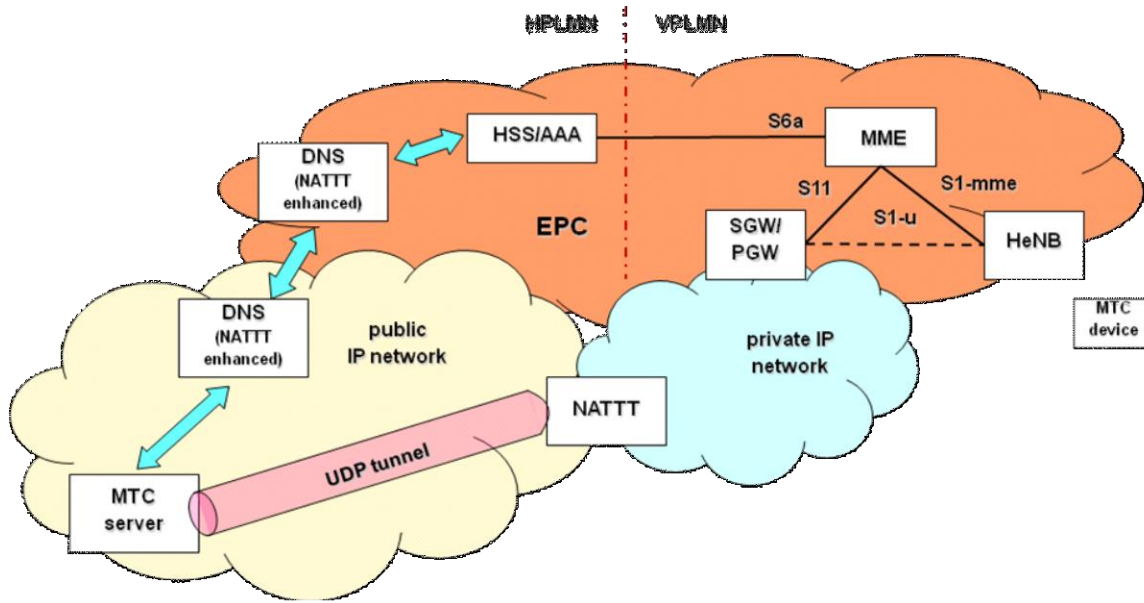 HPLMN
VPLMN
HSS/AAA
S6a
MME
DNS
(NATTT
enhanced)
S11
S1-mme
S1-u
EPC
SGW/
PGW
HeNB
DNS
(NATTT
enhanced)
public
IP network
private IP
network
MTC
device
NATTT
UDP tunnel
MTC
server